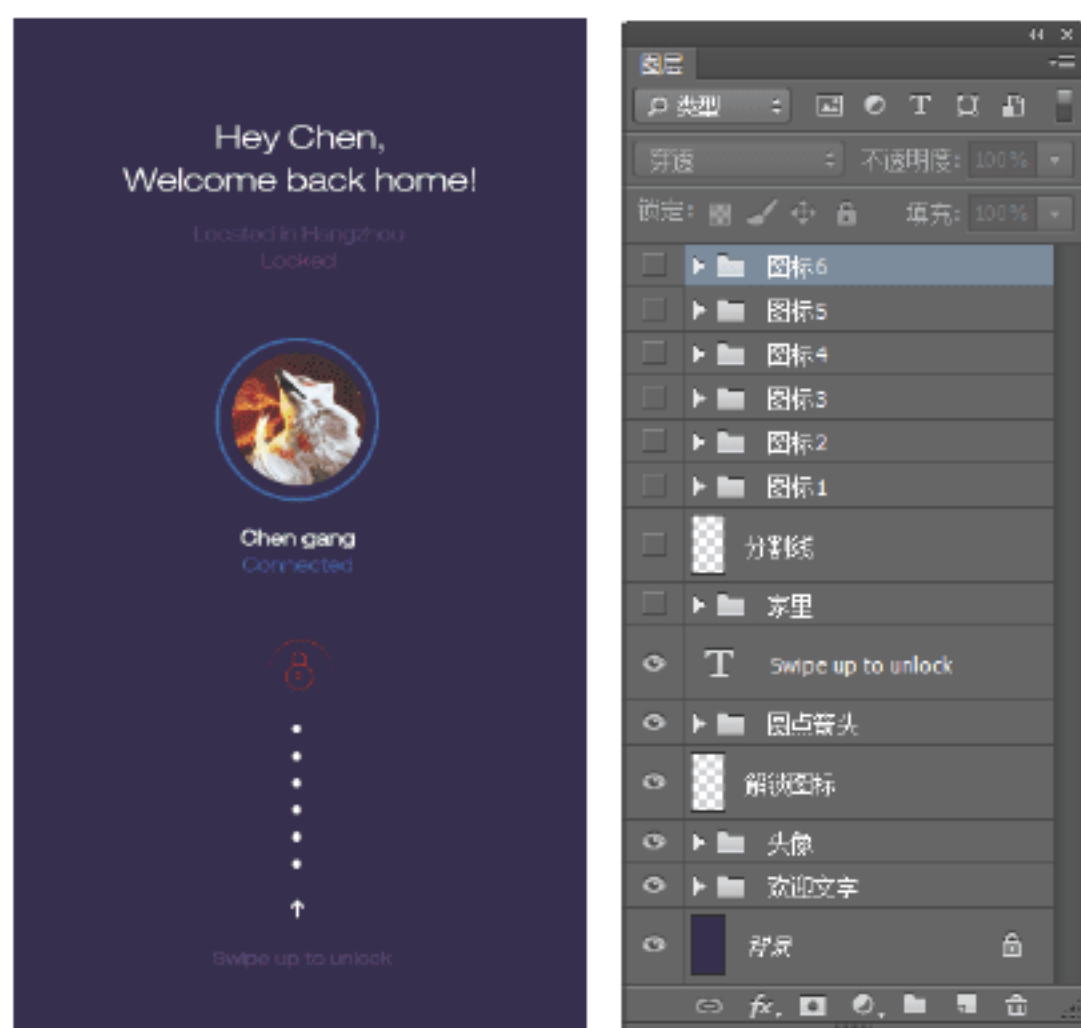 Hey Chen,
Welcome back home!
Located in Hangzhou
Locked
Chen gang
Connected
Swipe up to unlock
图层
类型
T
穿透
不透明度: 100%
锁定:
填充: 100%
图标6
图标5
图标4
图标3
图标2
图标1
分割线
家里
T Swipe up to unlock
圆点箭头
解锁图标
头像
欢迎文字
背景
fx